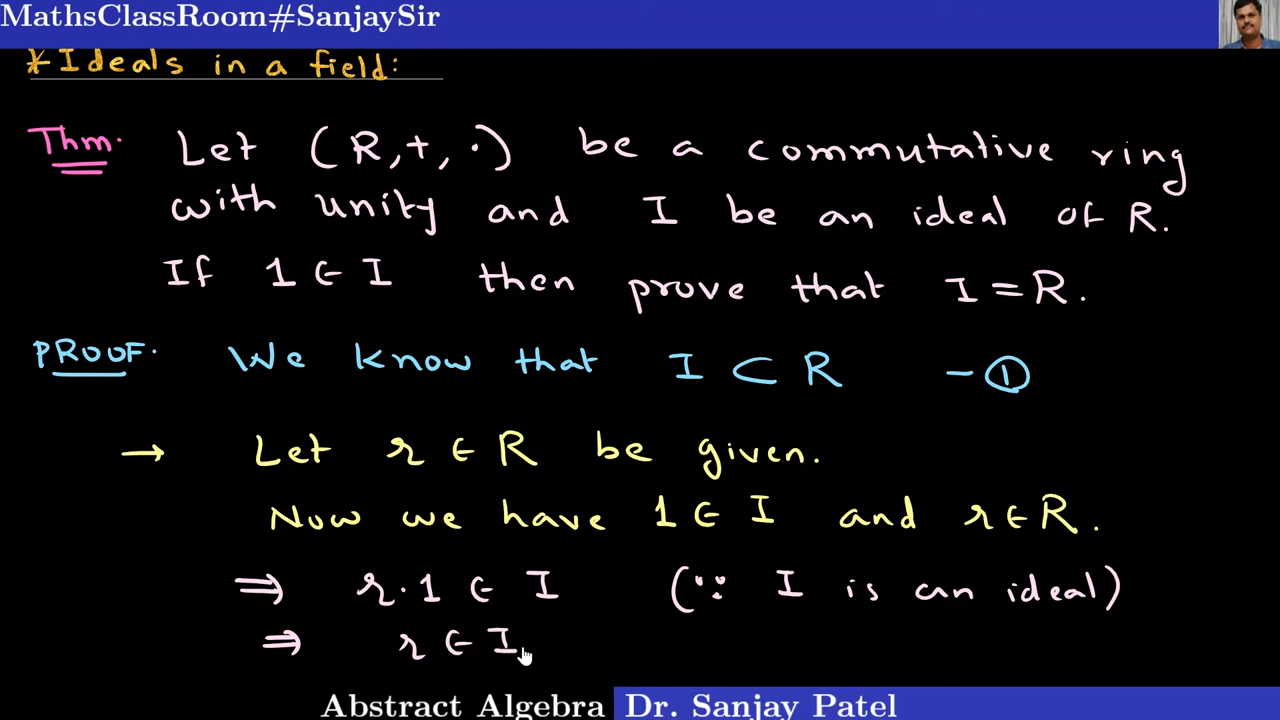 MathsClassRoom#SanjaySir
* Ideals in a field:
Thm. Let (R,+,·) be a commutative ring
with unity and I be an ideal of R.
If 1 ∈ I then prove that I = R.
PROOF. We know that I ⊂ R - ①
→ Let r ∈ R be given.
Now we have 1 ∈ I and r ∈ R.
⇒ r·1 ∈ I (∵ I is an ideal)
⇒ r ∈ I
Abstract Algebra Dr. Sanjay Patel